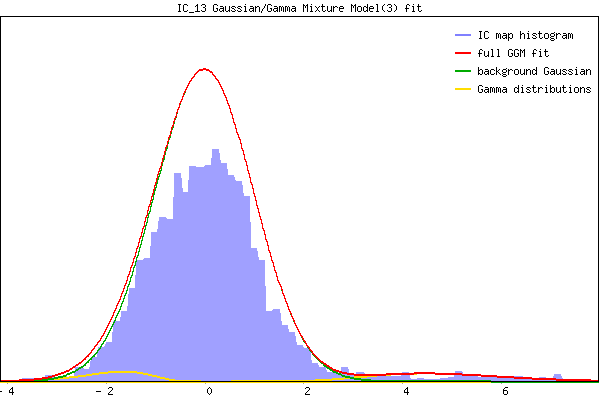 IC_13 Gaussian/Gamma Mixture Model(3) fit
IC map histogram
full GGM fit
background Gaussian
Gamma distributions
-4 -2 0 2 4 6